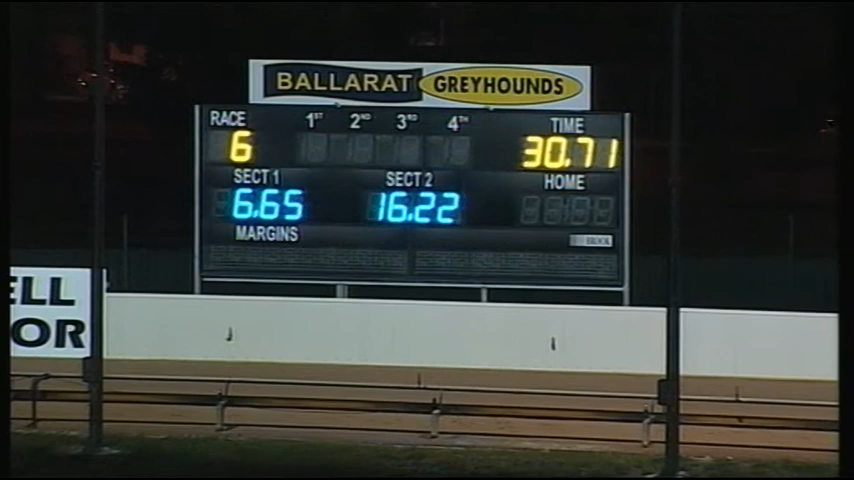 BALLARAT GREYHOUNDS
RACE 1ST 2ND 3RD 4TH TIME
6 30.71
SECT 1 SECT 2 HOME
6.65 16.22
MARGINS
ELL
OR